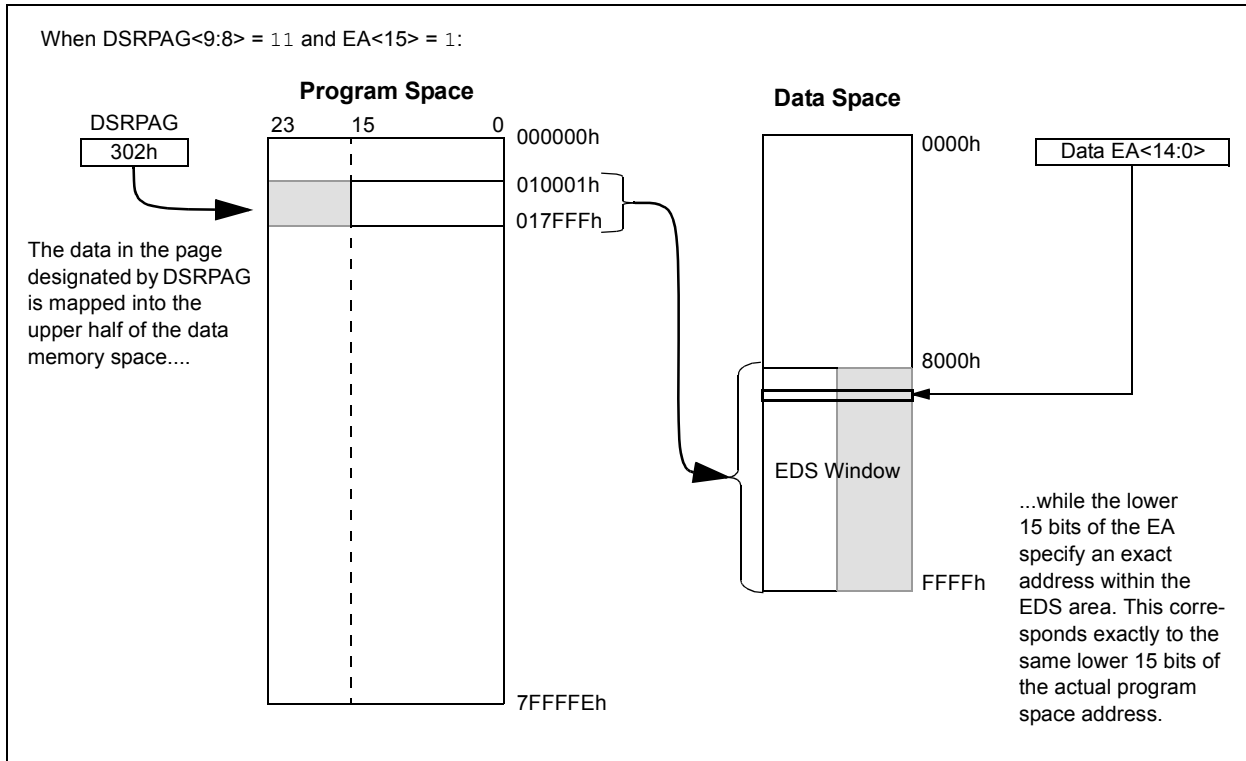 When DSRPAG<9:8> = 11 and EA<15> = 1:
Program Space
Data Space
DSRPAG
302h
23
15
0
000000h
010001h
017FFFh
7FFFFEh
The data in the page
designated by DSRPAG
is mapped into the
upper half of the data
memory space....
0000h
8000h
FFFFh
EDS Window
Data EA<14:0>
...while the lower
15 bits of the EA
specify an exact
address within the
EDS area. This corre-
sponds exactly to the
same lower 15 bits of
the actual program
space address.